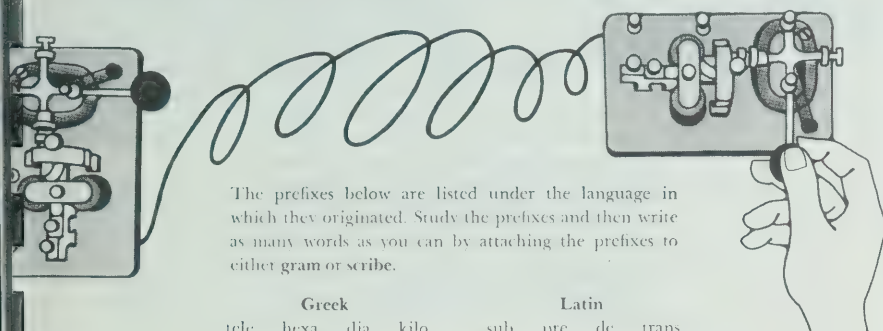 The prefixes below are listed under the language in
which they originated. Study the prefixes and then write
as many words as you can by attaching the prefixes to
either gram or scribe.
Greek Latin
tele hexa dia kilo sub pre de trans